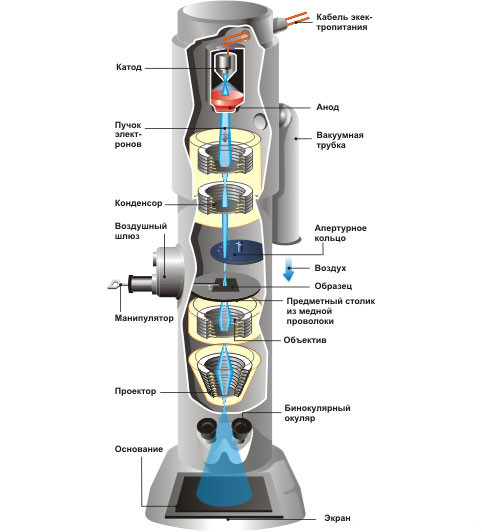 Кабель экек-
тропитания
Катод
Анод
Пучок
элект-
ронов
Вакуумная
трубка
Конденсор
Воздушный
шлюз
Апертурное
кольцо
Воздух
Образец
Манипулятор
Предметный столик
из медной
проволоки
Объектив
Проектор
Бинокулярный
окуляр
Основание
Экран